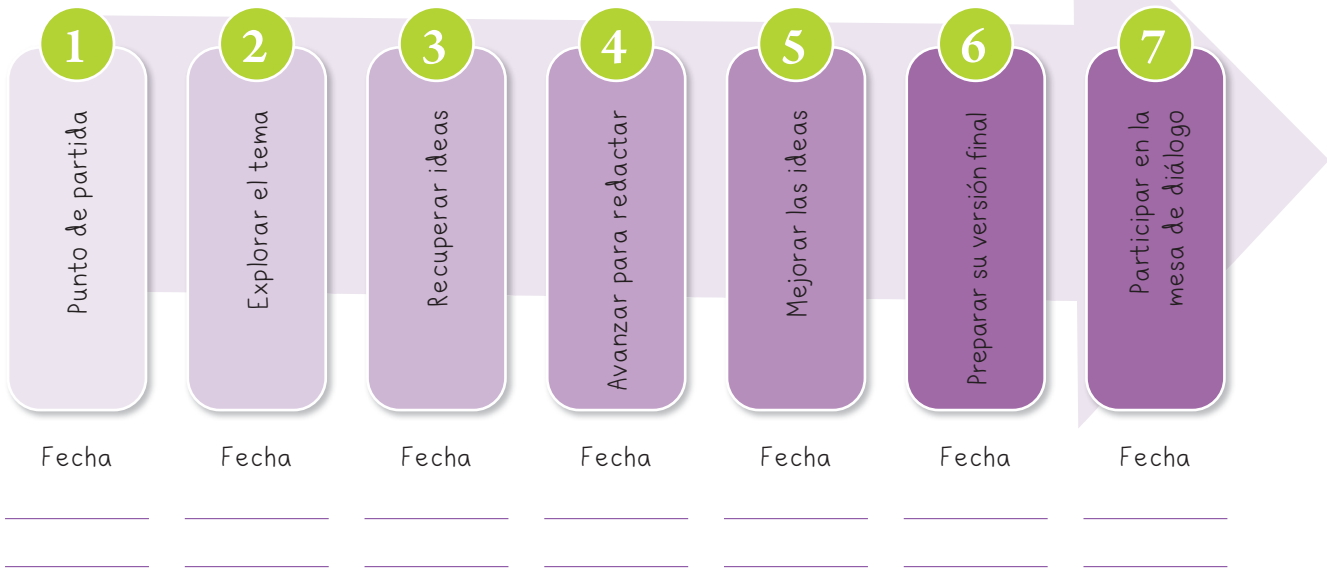 1
Punto de partida
2
Explorar el tema
3
Recuperar ideas
4
Avanzar para redactar
5
Mejorar las ideas
6
Preparar su versión final
7
Participar en la
mesa de diálogo
Fecha
Fecha
Fecha
Fecha
Fecha
Fecha
Fecha